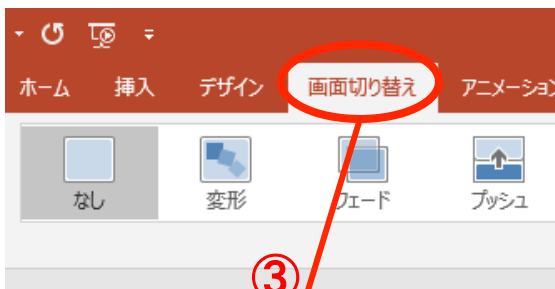 ホーム 挿入 デザイン 画面切り替え アニメーション
なし 変形 フェード プッシュ
③